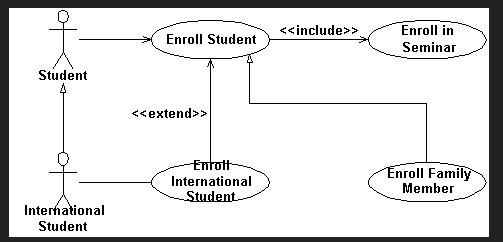 Enroll Student
<<include>>
Enroll in
Seminar
Student
<<extend>>
Enroll
International
Student
Enroll Family
Member
International
Student